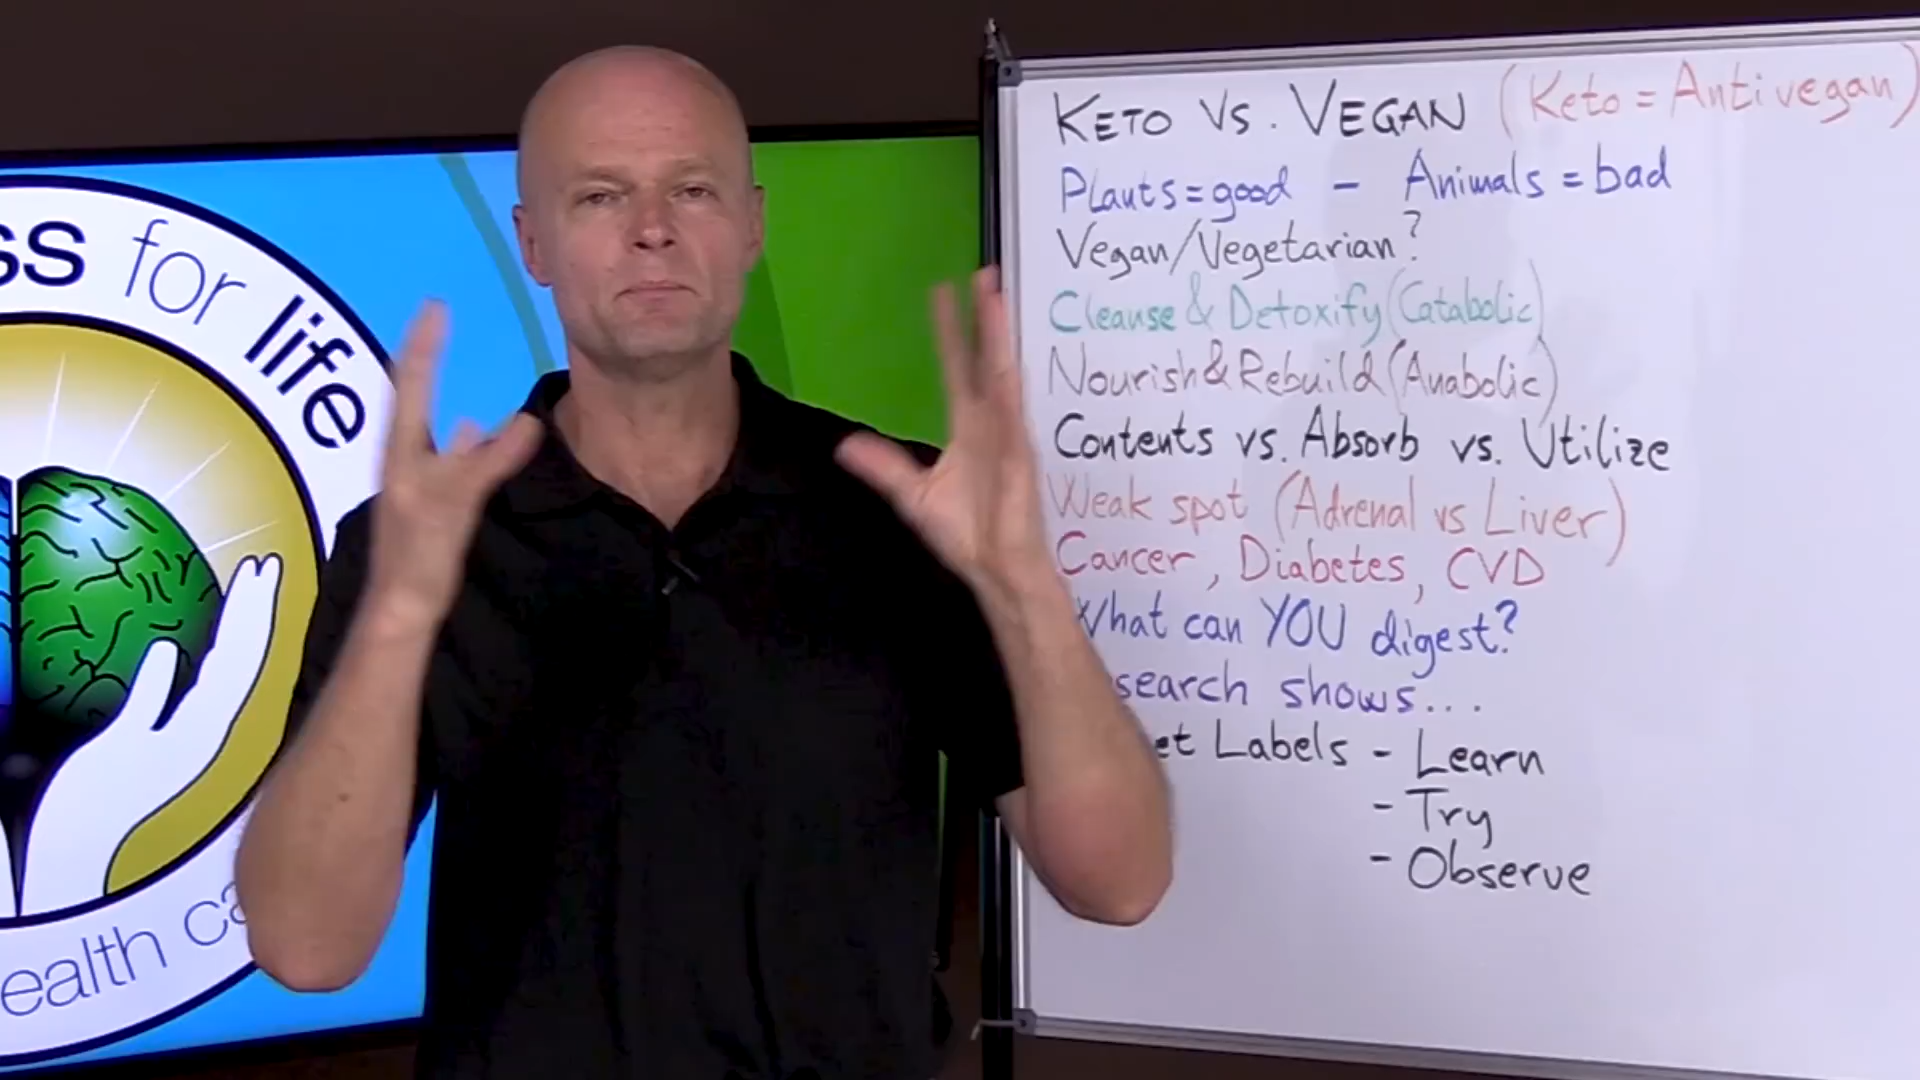 ss for life
ealth ca
KETO VS. VEGAN (Keto = Antivegan)
Plants = good - Animals = bad
Vegan/Vegetarian?
Cleanse & Detoxify (Catabolic)
Nourish & Rebuild (Anabolic)
Contents vs. Absorb vs. Utilize
Weak spot (Adrenal vs Liver)
Cancer, Diabetes, CVD
What can YOU digest?
search shows...
et Labels - Learn
- Try
- Observe